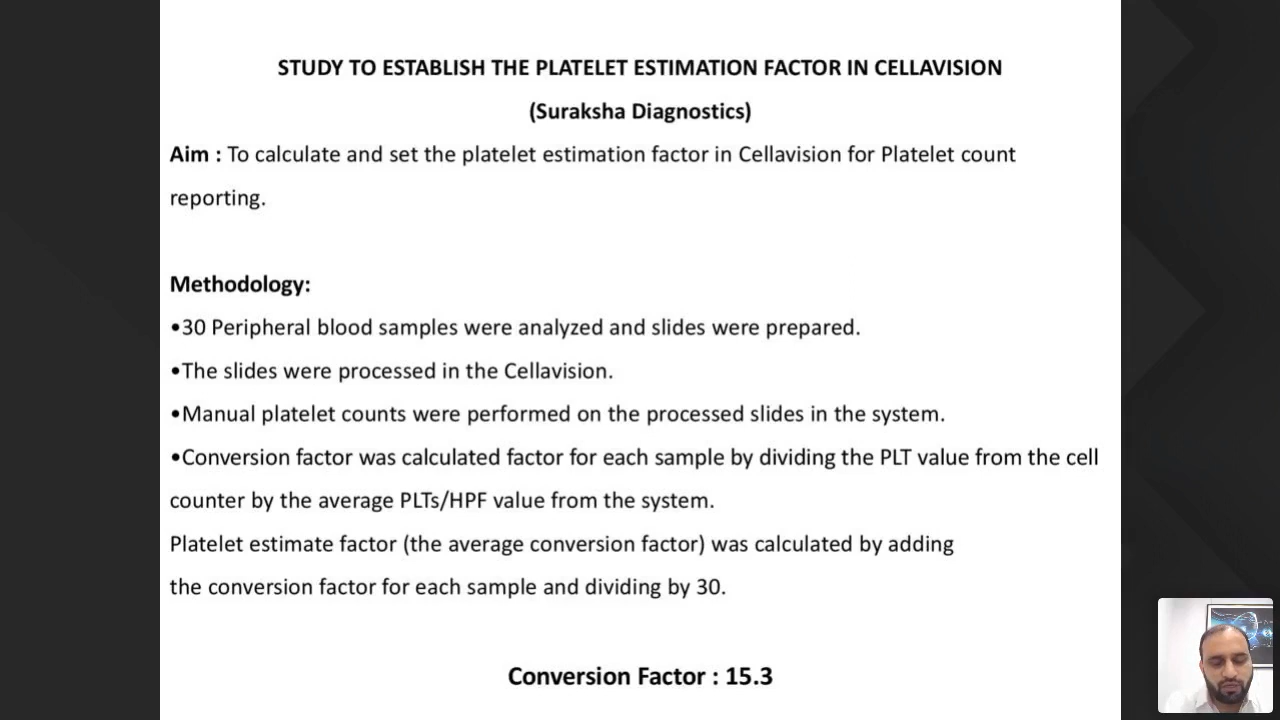 STUDY TO ESTABLISH THE PLATELET ESTIMATION FACTOR IN CELLAVISION
(Suraksha Diagnostics)
Aim : To calculate and set the platelet estimation factor in Cellavision for Platelet count
reporting.
Methodology:
•30 Peripheral blood samples were analyzed and slides were prepared.
•The slides were processed in the Cellavision.
•Manual platelet counts were performed on the processed slides in the system.
•Conversion factor was calculated factor for each sample by dividing the PLT value from the cell
counter by the average PLTs/HPF value from the system.
Platelet estimate factor (the average conversion factor) was calculated by adding
the conversion factor for each sample and dividing by 30.
Conversion Factor : 15.3